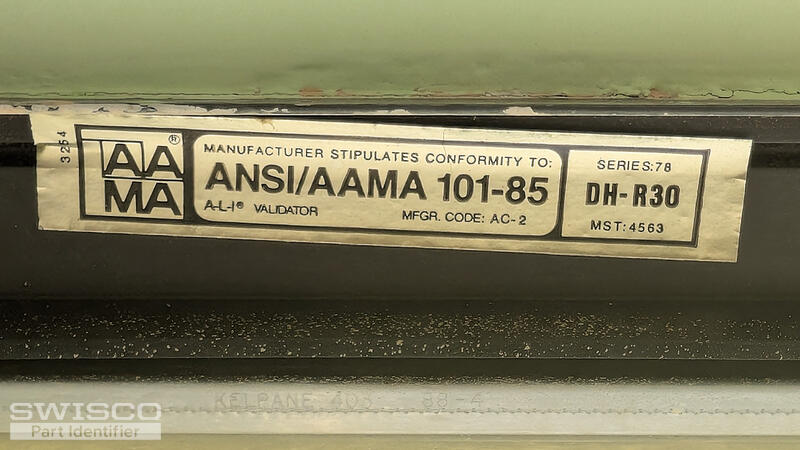 3254
AA
MA
®
MANUFACTURER STIPULATES CONFORMITY TO:
ANSI/AAMA 101-85
A-L-I® VALIDATOR MFGR. CODE: AC-2
SERIES:78
DH-R30
MST:4563
KELPANE 403 88-4
SWISCO
Part Identifier